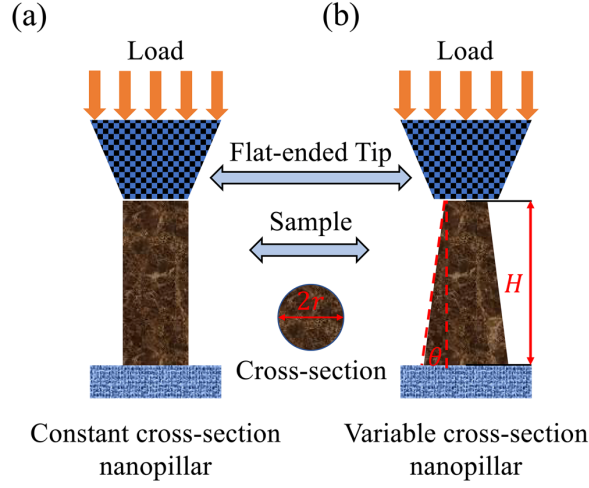 (a)
(b)
Load
Load
Flat-ended Tip
Sample
2r
H
θ
Cross-section
Constant cross-section
nanopillar
Variable cross-section
nanopillar